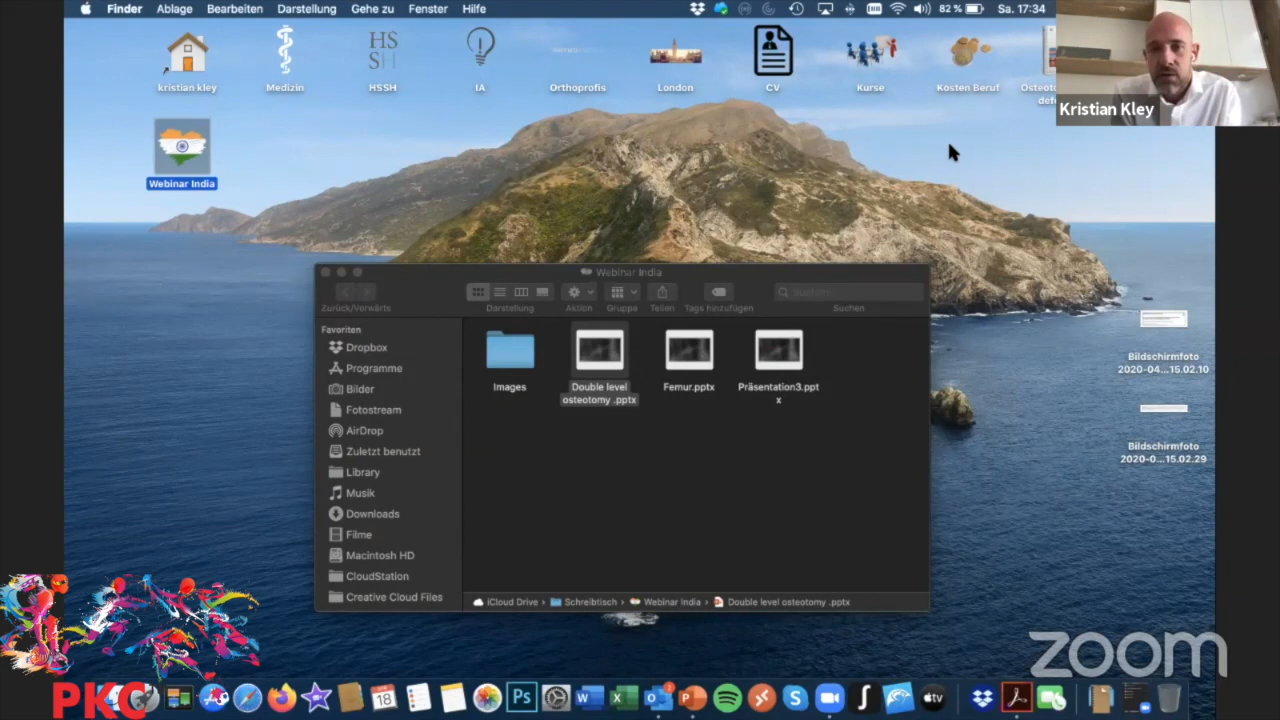 Finder Ablage Bearbeiten Darstellung Gehe zu Fenster Hilfe 82 % Sa. 17:34
HS
SH
kristian kley Medizin HSSH IA Orthoprofis London CV Kurse Kosten Beruf
Kristian Kley
Webinar India
Webinar India
Zurück/Vorwärts Darstellung Aktion Gruppe Teilen Tags hinzufügen Suchen
Favoriten
Dropbox
Programme
Bilder
Fotostream
AirDrop
Zuletzt benutzt
Library
Musik
Downloads
Filme
Macintosh HD
CloudStation
Creative Cloud Files
Images
Double level
osteotomy .pptx
Femur.pptx
Präsentation3.ppt
x
iCloud Drive › Schreibtisch › Webinar India › Double level osteotomy .pptx
Bildschirmfoto
2020-04...15.02.10
Bildschirmfoto
2020-0...15.02.29
zoom
PKC
18 Ps W X O P S tv